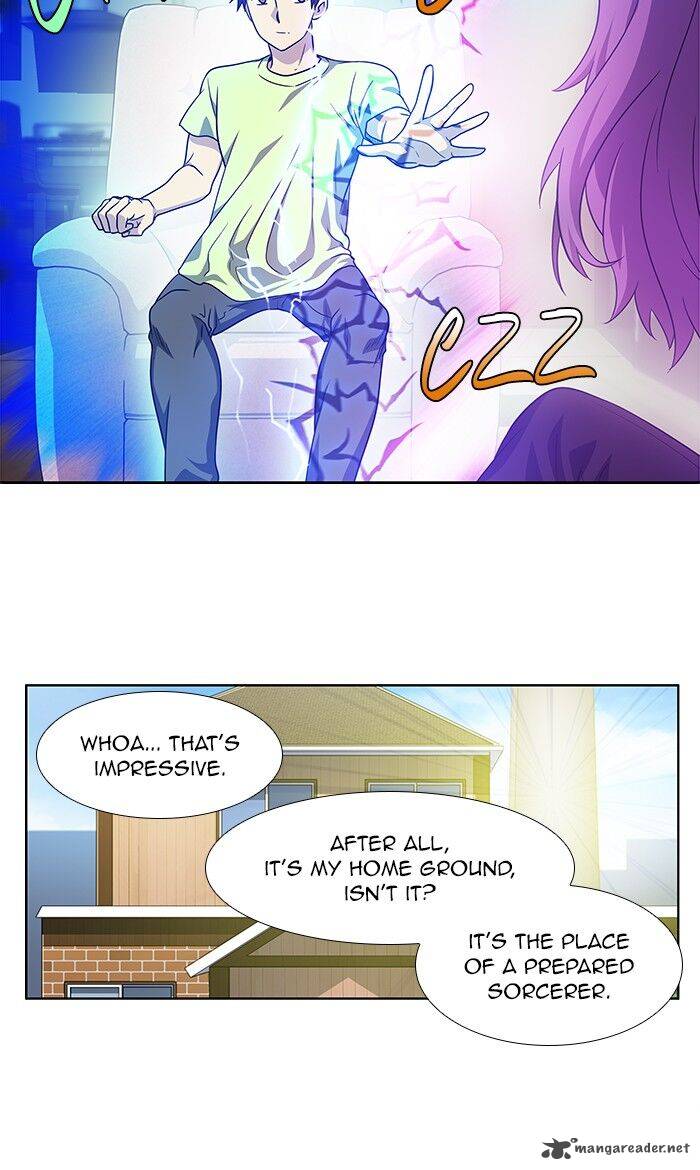 CZZ
WHOA... THAT'S
IMPRESSIVE.
AFTER ALL,
IT'S MY HOME GROUND,
ISN'T IT?
IT'S THE PLACE
OF A PREPARED
SORCERER.
mangareader.net